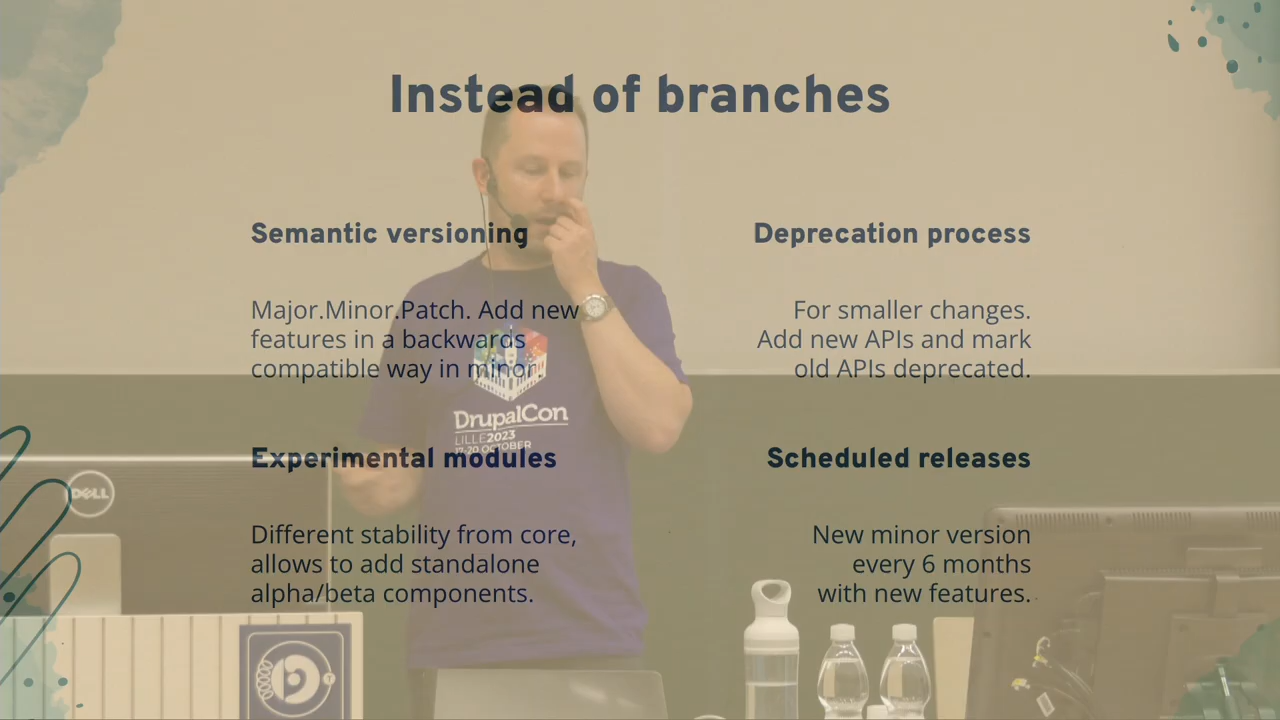 Instead of branches
Semantic versioning
Major.Minor.Patch. Add new
features in a backwards
compatible way in minor.
Deprecation process
For smaller changes.
Add new APIs and mark
old APIs deprecated.
DrupalCon
LILLE 2023
17-20 OCTOBER
Experimental modules
Different stability from core,
allows to add standalone
alpha/beta components.
Scheduled releases
New minor version
every 6 months
with new features.
DELL